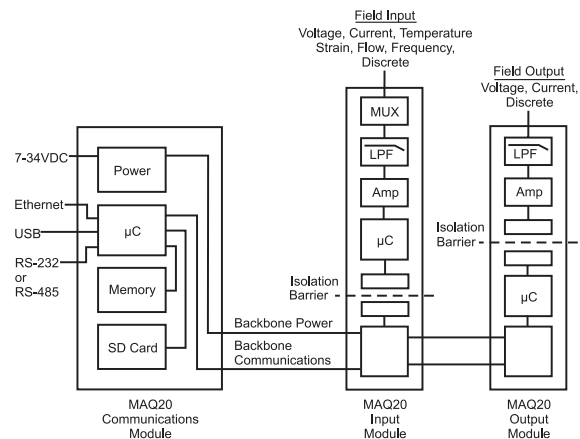 Field Input
Voltage, Current, Temperature
Strain, Flow, Frequency,
Discrete
Field Output
Voltage, Current,
Discrete
MUX
LPF
Amp
µC
Isolation
Barrier
LPF
Amp
Isolation
Barrier
µC
7-34VDC
Power
Ethernet
USB
RS-232
or
RS-485
µC
Memory
SD Card
Backbone Power
Backbone
Communications
MAQ20
Communications
Module
MAQ20
Input
Module
MAQ20
Output
Module